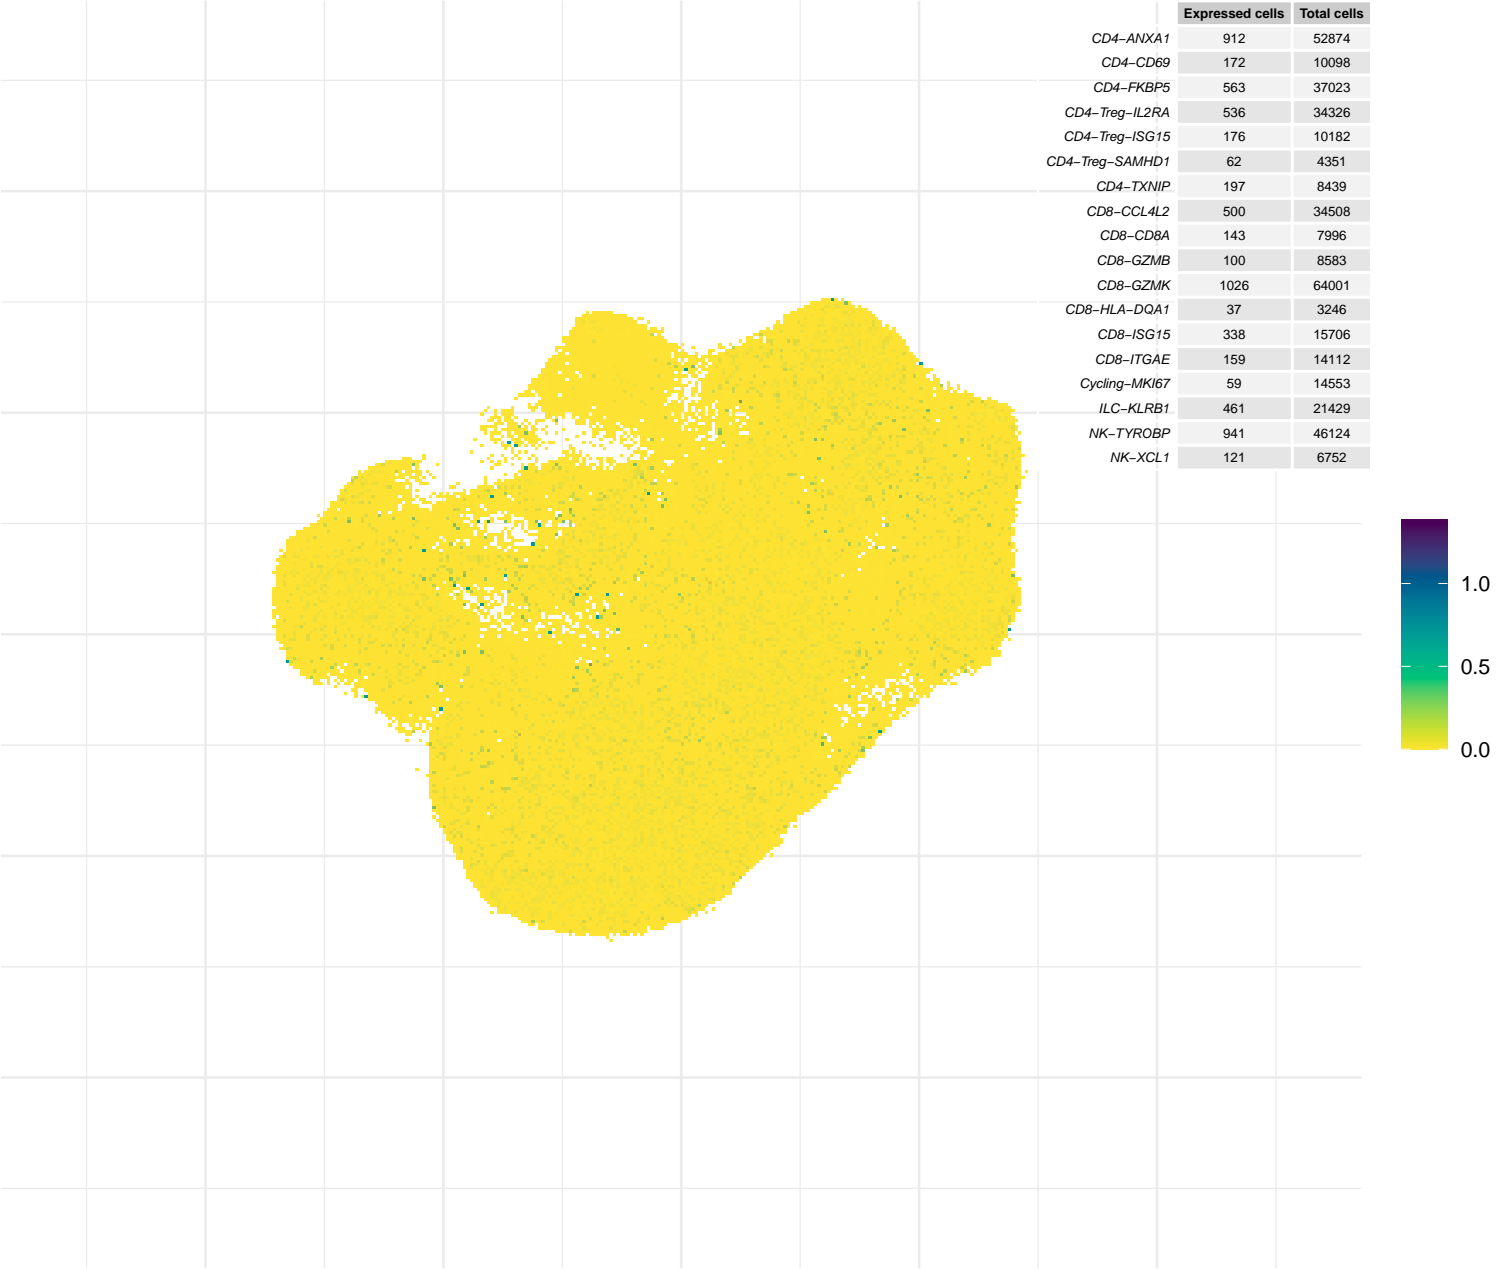 Expressed cells Total cells
CD4−ANXA1 912 52874
CD4−CD69 172 10098
CD4−FKBP5 563 37023
CD4−Treg−IL2RA 536 34326
CD4−Treg−ISG15 176 10182
CD4−Treg−SAMHD1 62 4351
CD4−TXNIP 197 8439
CD8−CCL4L2 500 34508
CD8−CD8A 143 7996
CD8−GZMB 100 8583
CD8−GZMK 1026 64001
CD8−HLA−DQA1 37 3246
CD8−ISG15 338 15706
CD8−ITGAE 159 14112
Cycling−MKI67 59 14553
ILC−KLRB1 461 21429
NK−TYROBP 941 46124
NK−XCL1 121 6752
1.0
0.5
0.0